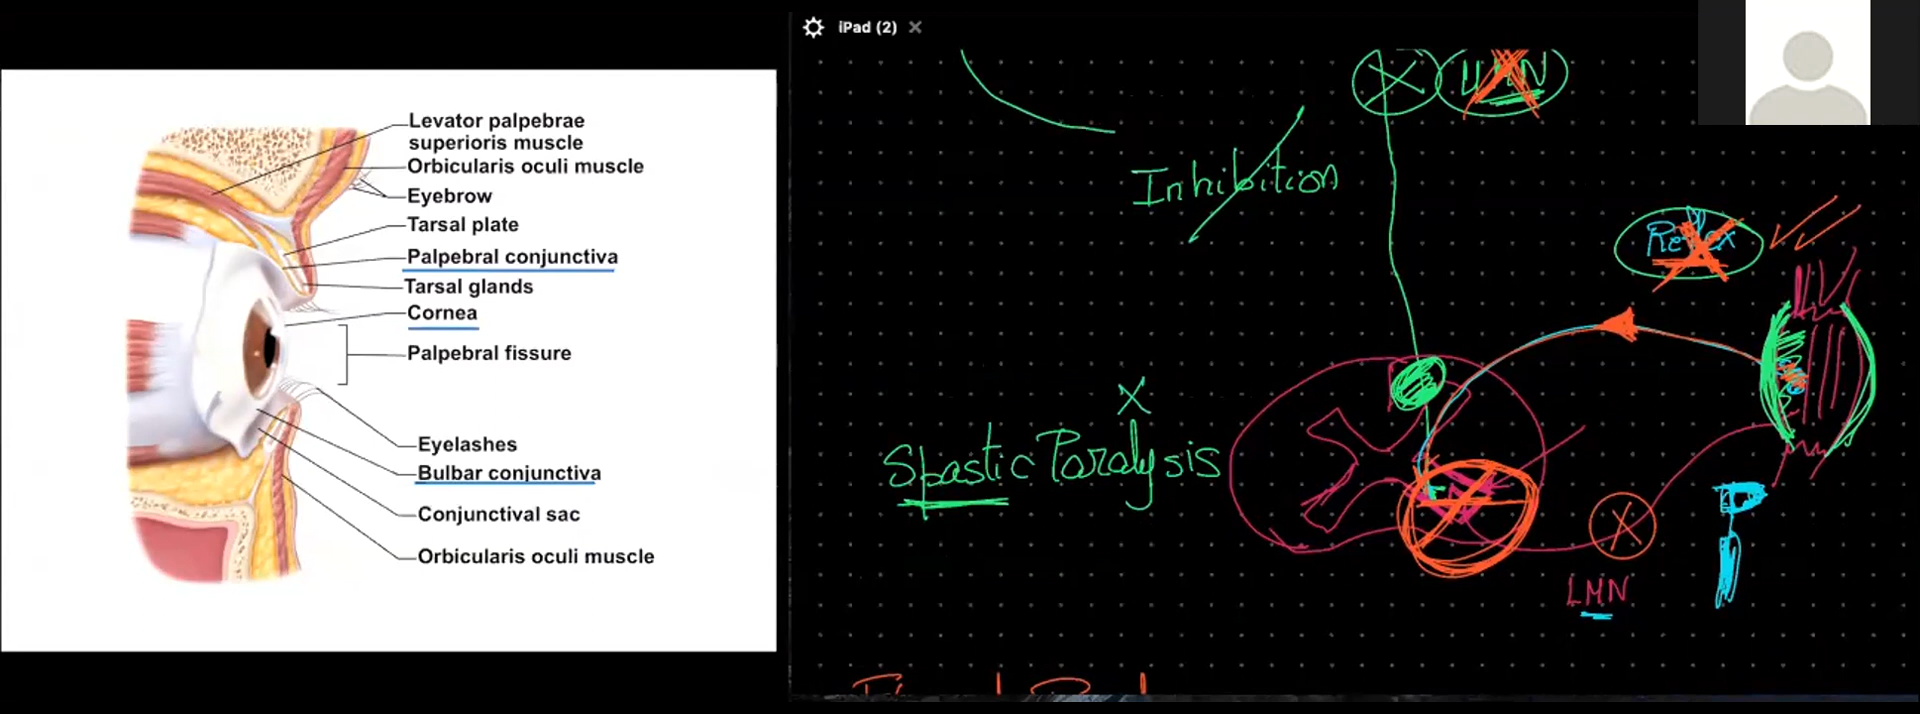 Levator palpebrae
superioris muscle
Orbicularis oculi muscle
Eyebrow
Tarsal plate
Palpebral conjunctiva
Tarsal glands
Cornea
Palpebral fissure
Eyelashes
Bulbar conjunctiva
Conjunctival sac
Orbicularis oculi muscle
iPad (2)
UMN
Inhibition
Reflex
Spastic Paralysis
LMN